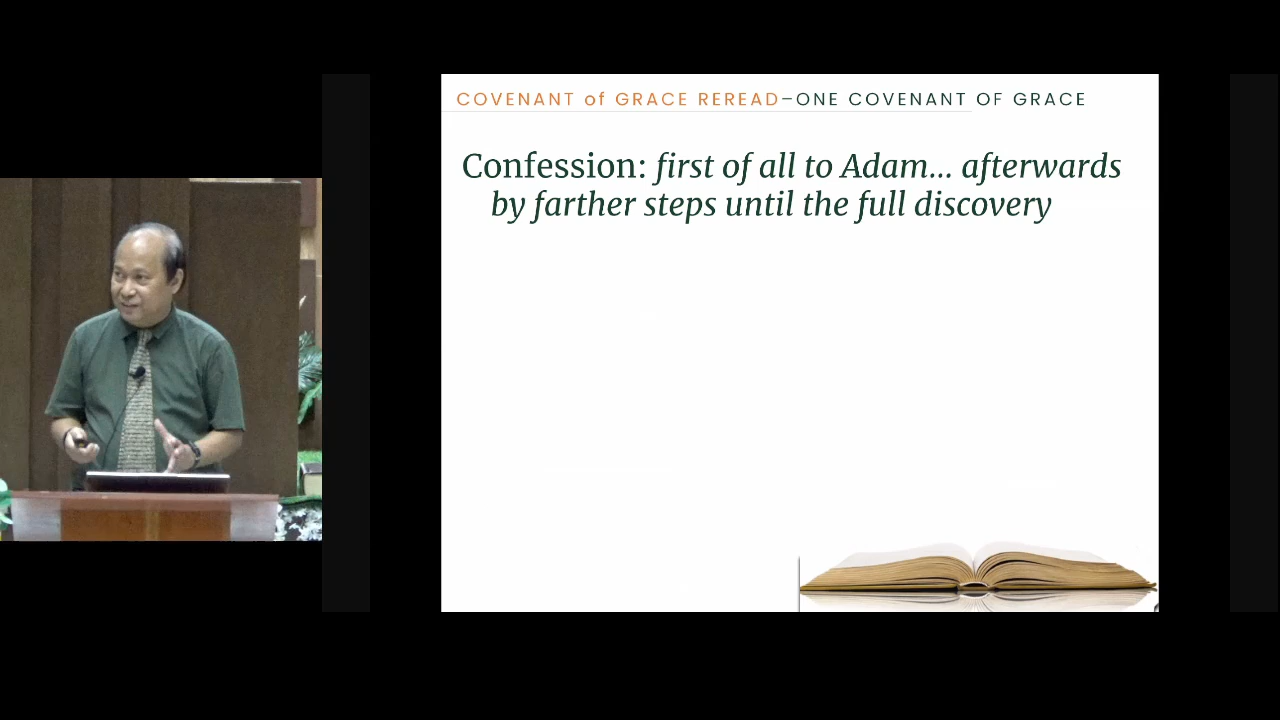 COVENANT of GRACE REREAD–ONE COVENANT OF GRACE
Confession: first of all to Adam... afterwards
by farther steps until the full discovery